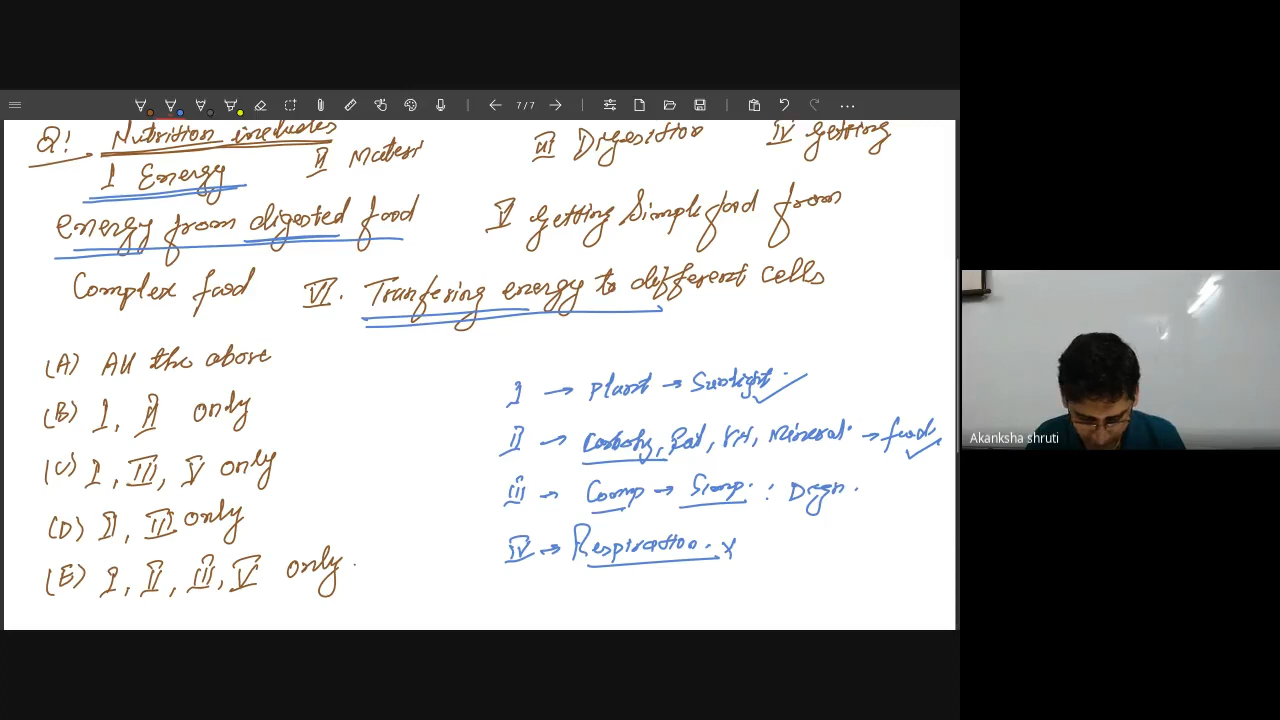 7/7
Q! Nutrition includes
I Energy II Materi III Digestion IV Getting
energy from digested food V Getting Simple food from
Complex food VI. Tranfering energy to different cells
(A) All the above
(B) I, II only
(C) I, III, V only
(D) II, III only
(E) I, II, III, V only.
I → Plant → Sunlight.
II → Carbohy, Fat, Vit, Mineral. → food
III → Comp → Simp. : Dign.
IV → Respiration. x
Akanksha shruti